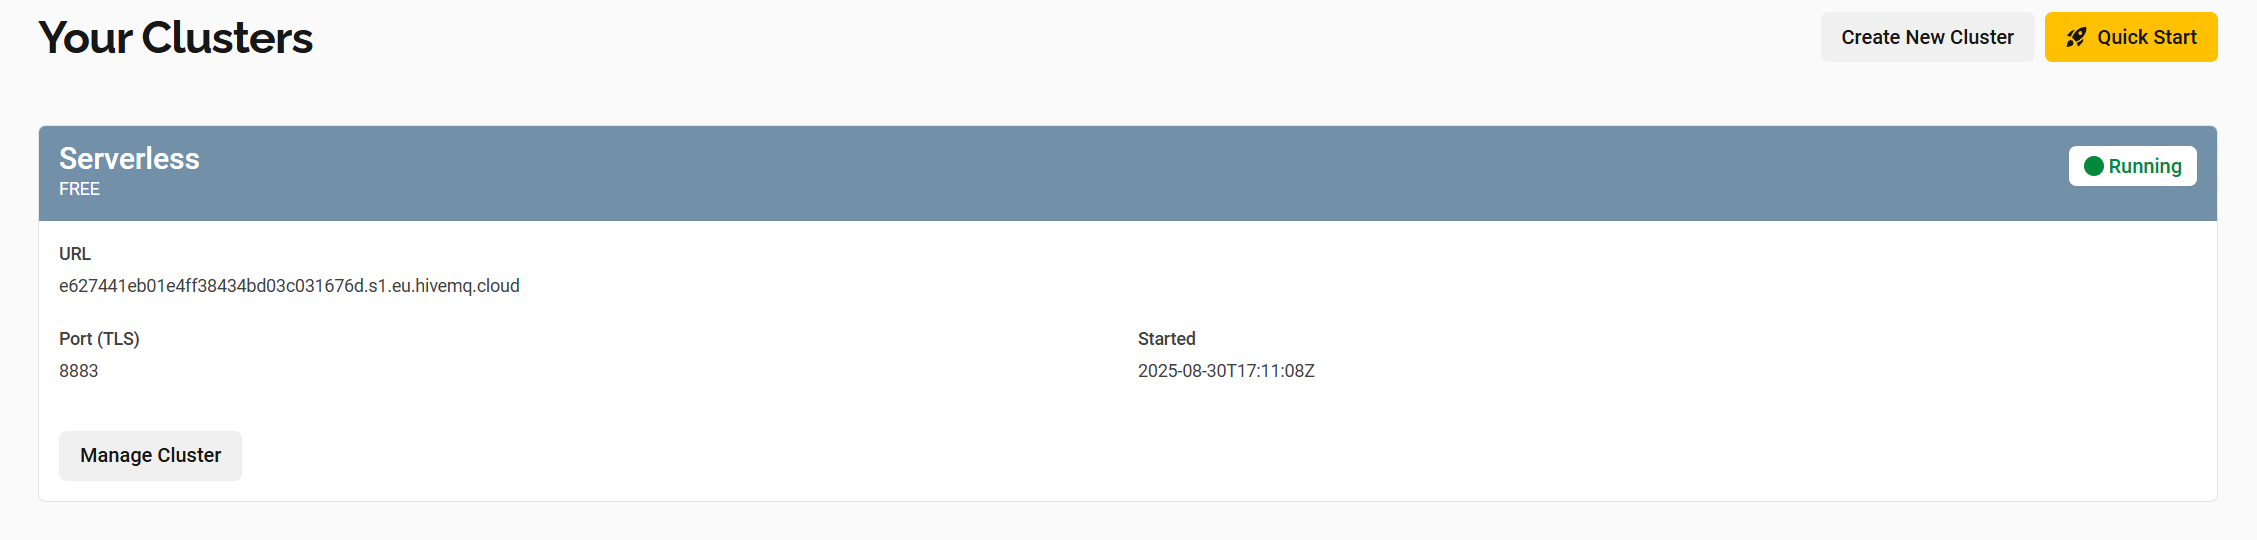 Your Clusters
Create New Cluster
Quick Start
Serverless
FREE
Running
URL
e627441eb01e4ff38434bd03c031676d.s1.eu.hivemq.cloud
Port (TLS)
8883
Started
2025-08-30T17:11:08Z
Manage Cluster